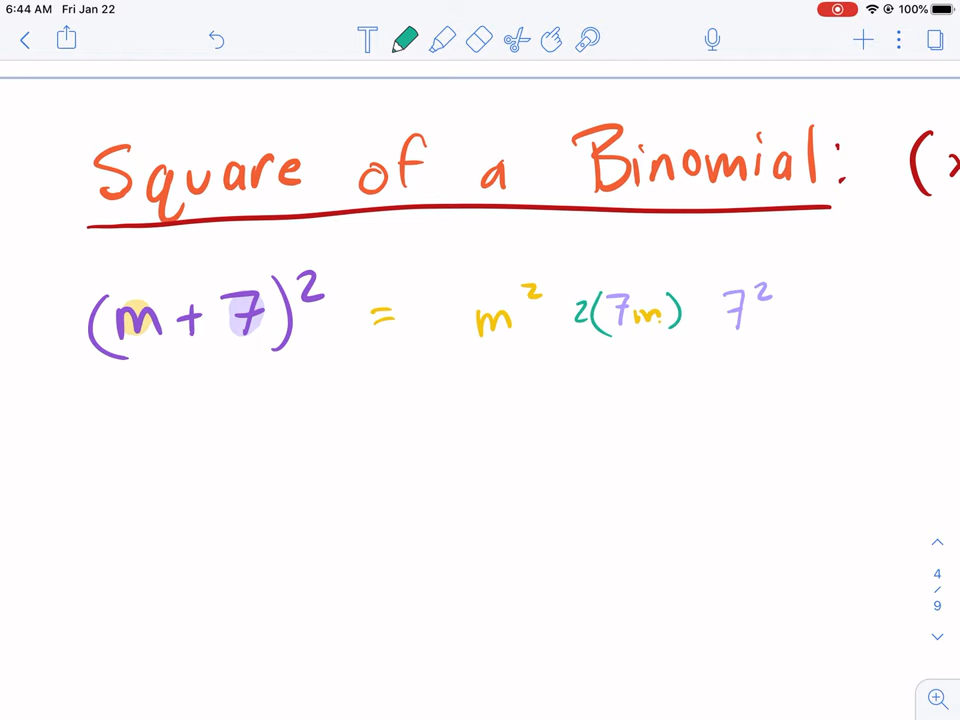 6:44 AM Fri Jan 22 100%
T
Square of a Binomial: (x
(m + 7)² = m² 2(7m) 7²
4
/
9